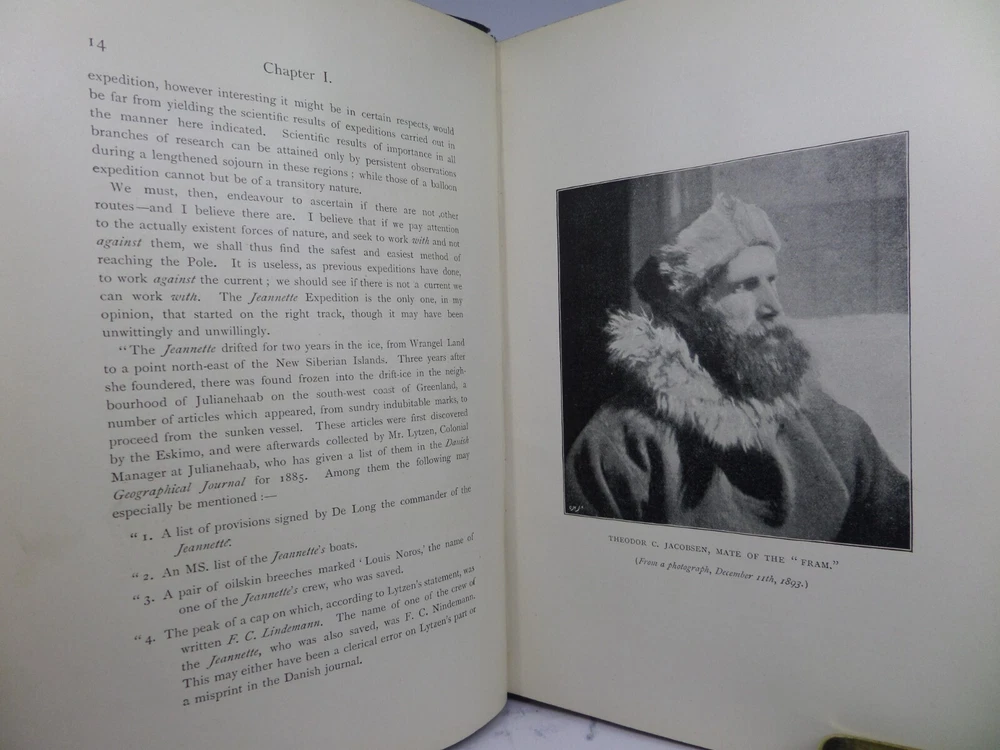 14
Chapter I.
expedition, however interesting it might be in certain respects, would
be far from yielding the scientific results of expeditions carried out in
the manner here indicated. Scientific results of importance in all
branches of research can be attained only by persistent observations
during a lengthened sojourn in these regions; while those of a balloon
expedition cannot but be of a transitory nature.
We must, then, endeavour to ascertain if there are not other
routes—and I believe there are. I believe that if we pay attention
to the actually existent forces of nature, and seek to work with and not
against them, we shall thus find the safest and easiest method of
reaching the Pole. It is useless, as previous expeditions have done,
to work against the current; we should see if there is not a current we
can work with. The Jeannette Expedition is the only one, in my
opinion, that started on the right track, though it may have been
unwittingly and unwillingly.
"The Jeannette drifted for two years in the ice, from Wrangel Land
to a point north-east of the New Siberian Islands. Three years after
she foundered, there was found frozen into the drift-ice in the neigh-
bourhood of Julianehaab on the south-west coast of Greenland, a
number of articles which appeared, from sundry indubitable marks, to
proceed from the sunken vessel. These articles were first discovered
by the Eskimo, and were afterwards collected by Mr. Lytzen, Colonial
Manager at Julianehaab, who has given a list of them in the Danish
Geographical Journal for 1885. Among them the following may
especially be mentioned :—
"1. A list of provisions signed by De Long the commander of the
Jeannette.
"2. An MS. list of the Jeannette's boats.
"3. A pair of oilskin breeches marked 'Louis Noros,' the name of
one of the Jeannette's crew, who was saved.
"4. The peak of a cap on which, according to Lytzen's statement, was
written F. C. Lindemann. The name of one of the crew of
the Jeannette, who was also saved, was F. C. Nindemann.
This may either have been a clerical error on Lytzen's part or
a misprint in the Danish journal.
THEODOR C. JACOBSEN, MATE OF THE "FRAM."
(From a photograph, December 11th, 1893.)